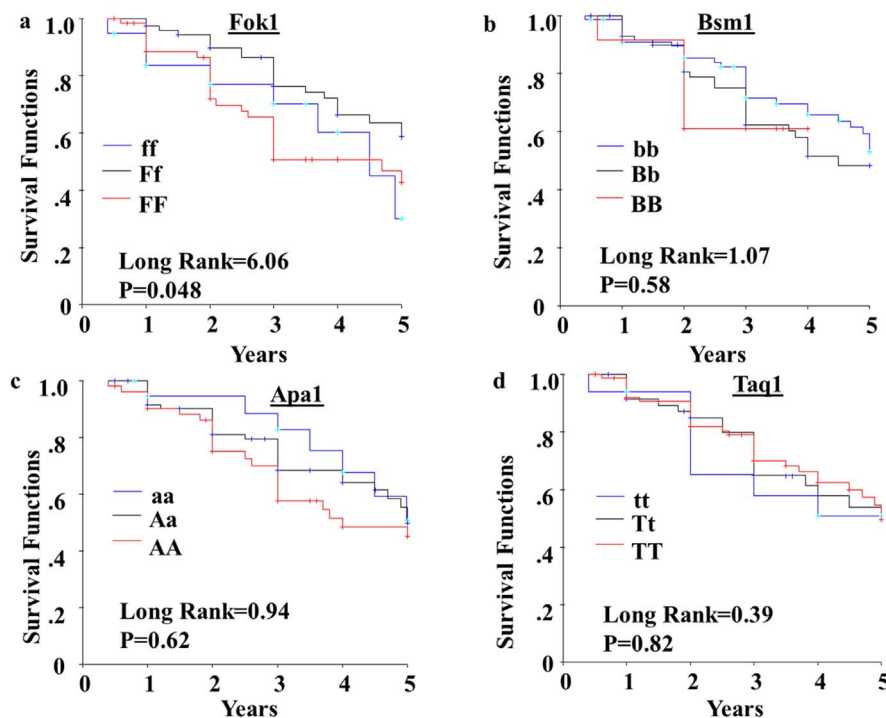 a
Fok1
Survival Functions
1.0
.8
.6
.4
.2
0
ff
Ff
FF
Long Rank=6.06
P=0.048
0 1 2 3 4 5
Years
b
Bsm1
Survival Functions
1.0
.8
.6
.4
.2
0
bb
Bb
BB
Long Rank=1.07
P=0.58
0 1 2 3 4 5
Years
c
Apa1
Survival Functions
1.0
.8
.6
.4
.2
0
aa
Aa
AA
Long Rank=0.94
P=0.62
0 1 2 3 4 5
Years
d
Taq1
Survival Functions
1.0
.8
.6
.4
.2
0
tt
Tt
TT
Long Rank=0.39
P=0.82
0 1 2 3 4 5
Years